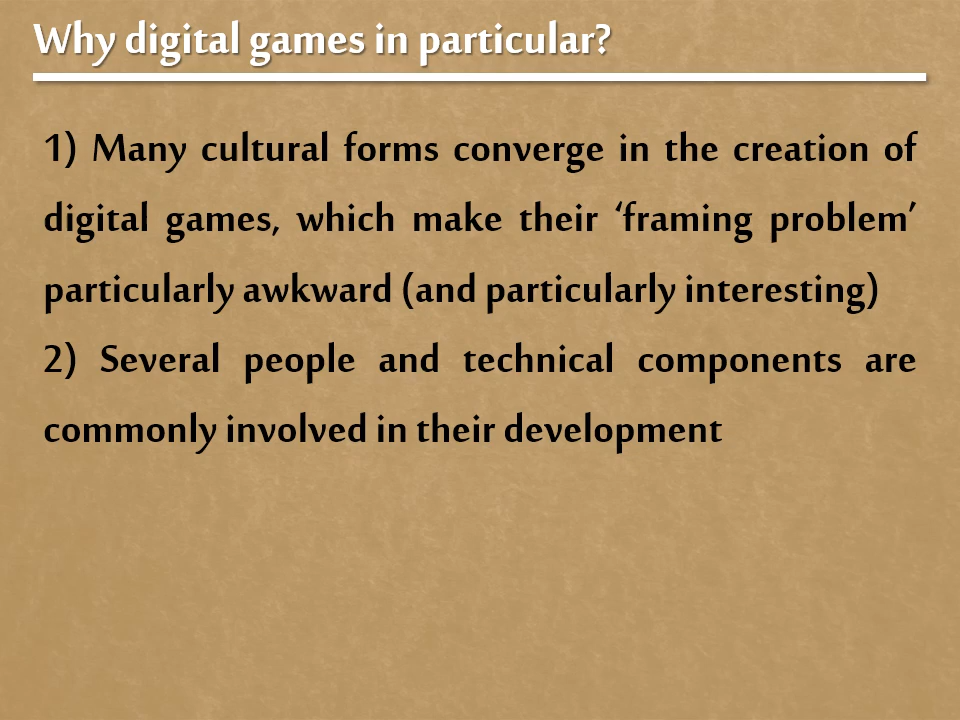 Why digital games in particular?
1) Many cultural forms converge in the creation of
digital games, which make their ‘framing problem’
particularly awkward (and particularly interesting)
2) Several people and technical components are
commonly involved in their development